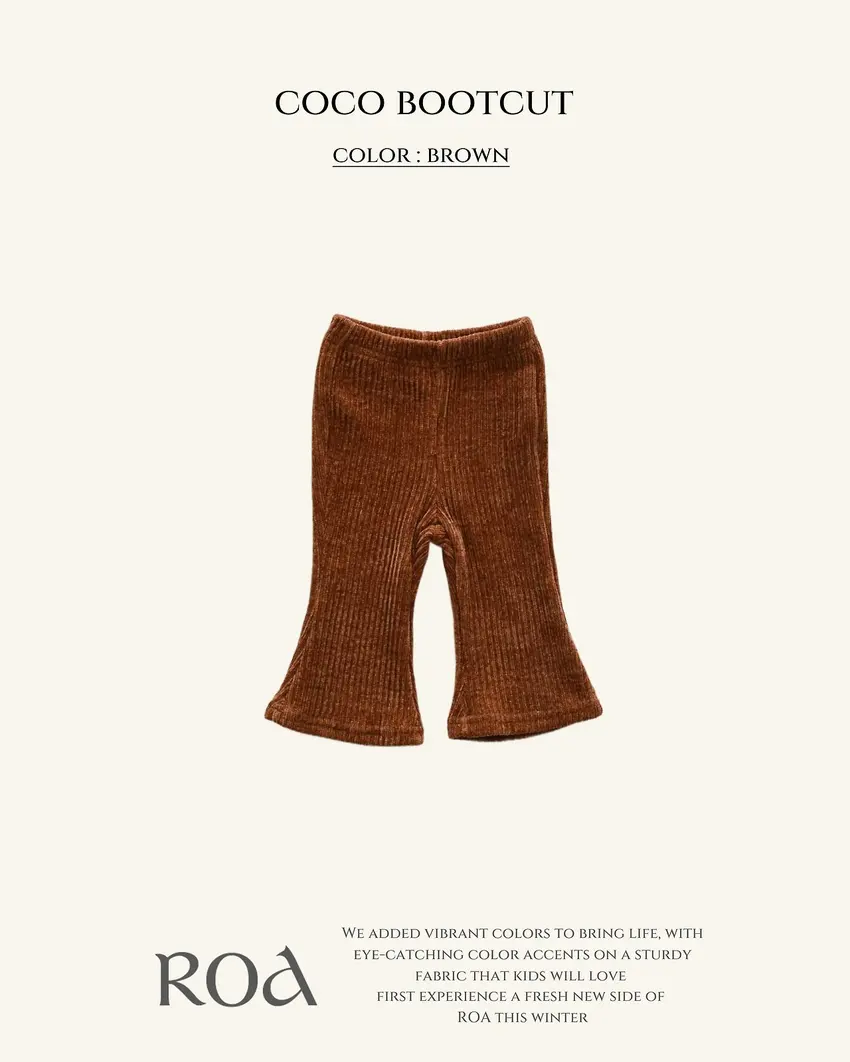 COCO BOOTCUT
COLOR : BROWN
ROA
WE ADDED VIBRANT COLORS TO BRING LIFE, WITH
EYE-CATCHING COLOR ACCENTS ON A STURDY
FABRIC THAT KIDS WILL LOVE
FIRST EXPERIENCE A FRESH NEW SIDE OF
ROA THIS WINTER